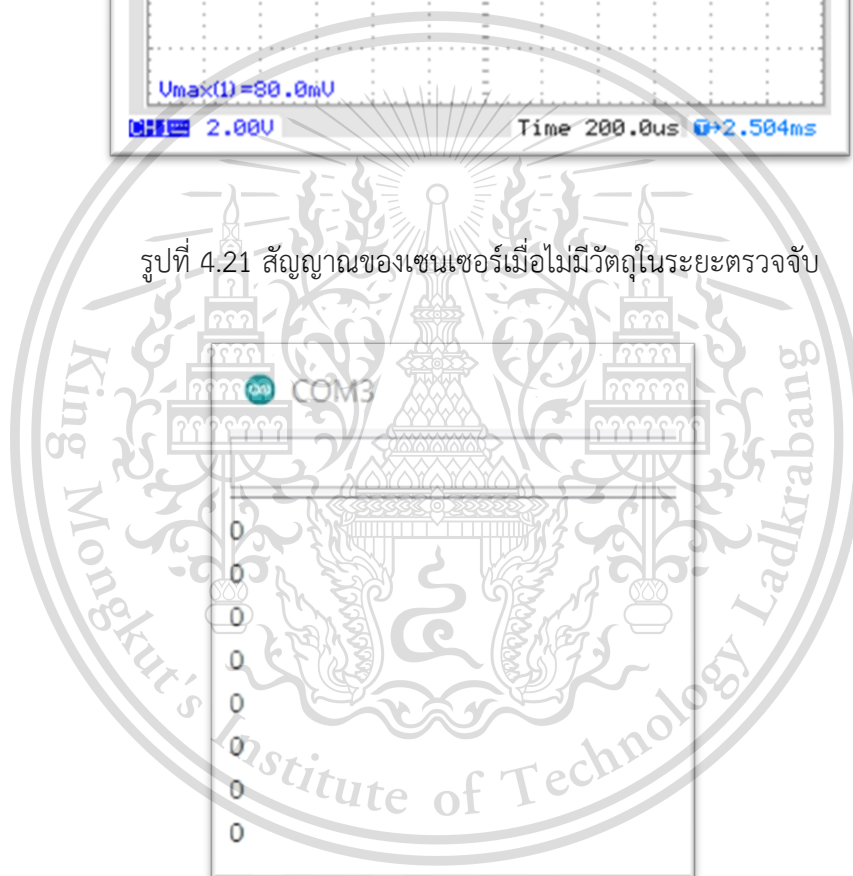 Vmax(1)=80.0mV
CH1 2.00V Time 200.0us T→2.504ms
รูปที่ 4.21 สัญญาณของเซนเซอร์เมื่อไม่มีวัตถุในระยะตรวจจับ
COM3
0
0
0
0
0
0
0
0
King Mongkut's Institute of Technology Ladkrabang